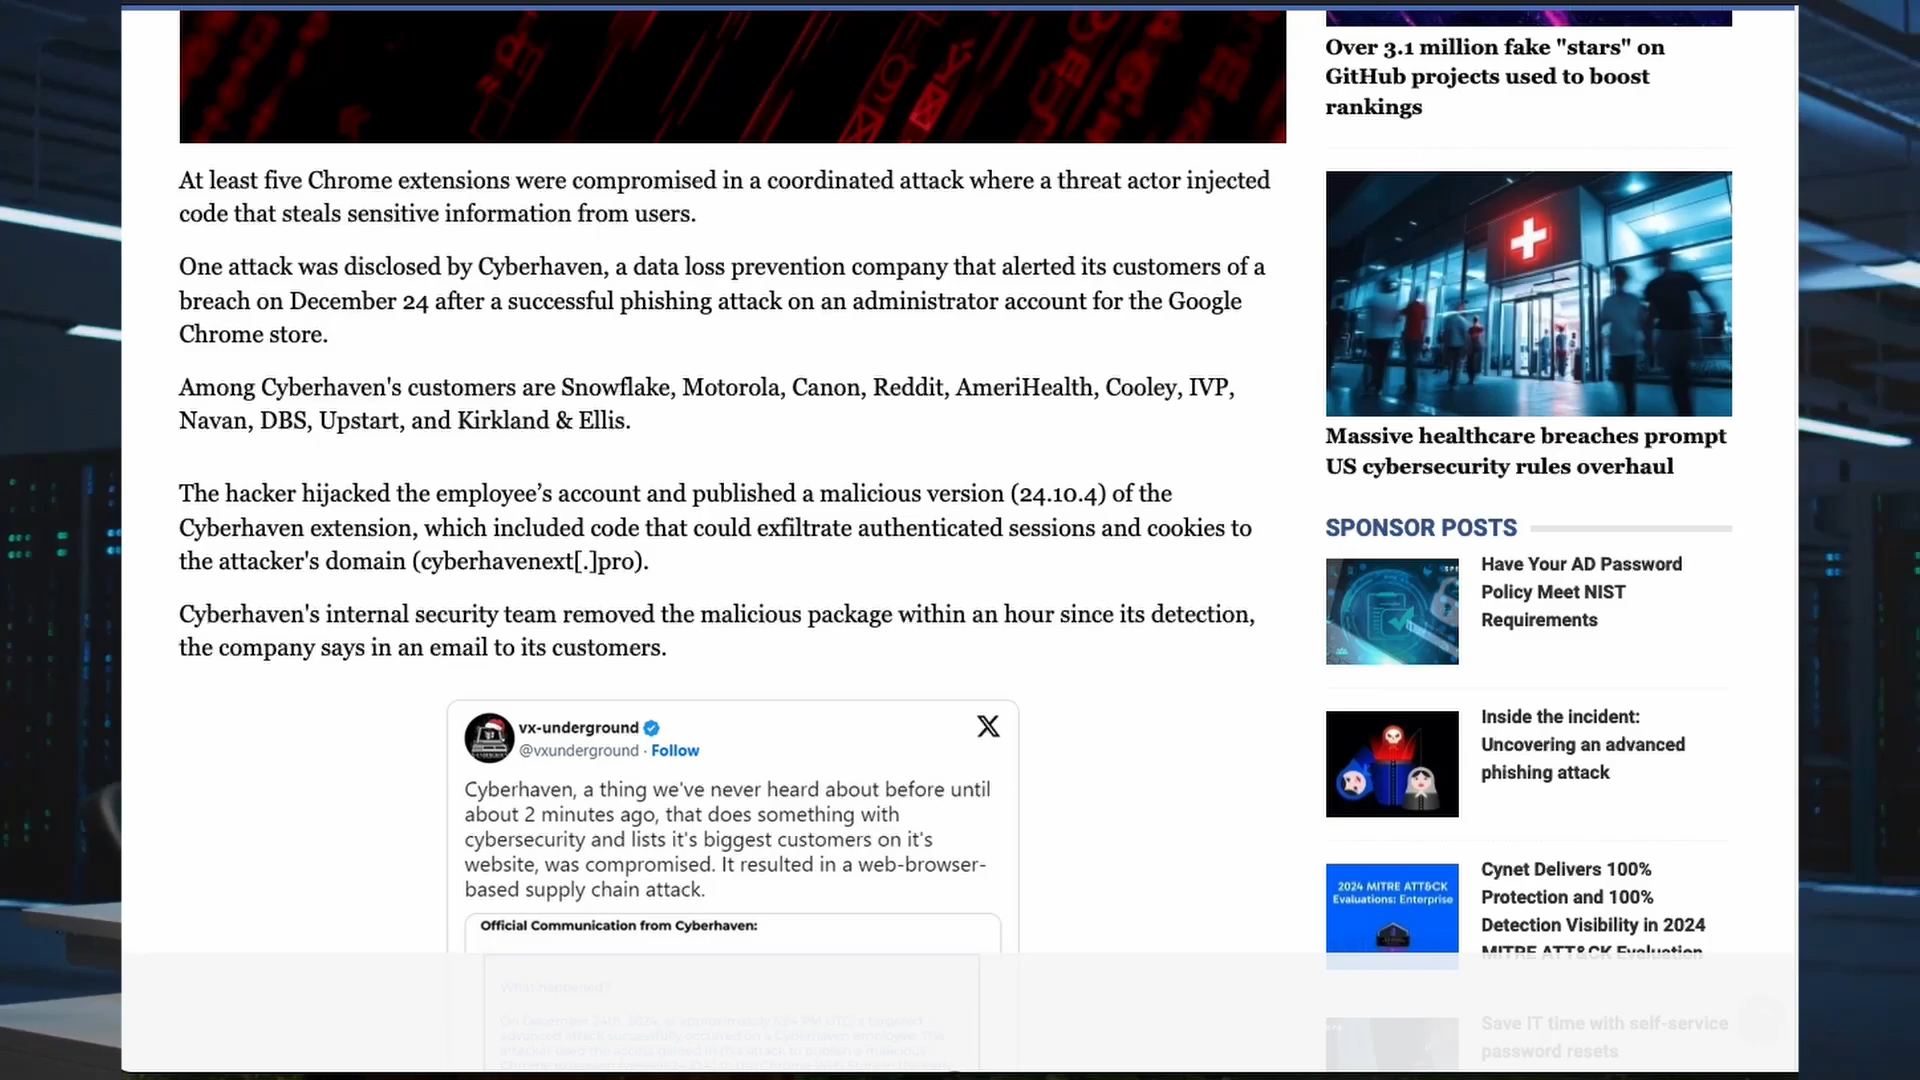 At least five Chrome extensions were compromised in a coordinated attack where a threat actor injected
code that steals sensitive information from users.
One attack was disclosed by Cyberhaven, a data loss prevention company that alerted its customers of a
breach on December 24 after a successful phishing attack on an administrator account for the Google
Chrome store.
Among Cyberhaven's customers are Snowflake, Motorola, Canon, Reddit, AmeriHealth, Cooley, IVP,
Navan, DBS, Upstart, and Kirkland & Ellis.
The hacker hijacked the employee’s account and published a malicious version (24.10.4) of the
Cyberhaven extension, which included code that could exfiltrate authenticated sessions and cookies to
the attacker's domain (cyberhavenext[.]pro).
Cyberhaven's internal security team removed the malicious package within an hour since its detection,
the company says in an email to its customers.
vx-underground
@vxunderground · Follow
X
Cyberhaven, a thing we've never heard about before until
about 2 minutes ago, that does something with
cybersecurity and lists it's biggest customers on it's
website, was compromised. It resulted in a web-browser-
based supply chain attack.
Official Communication from Cyberhaven:
What happened?
Over 3.1 million fake "stars" on
GitHub projects used to boost
rankings
Massive healthcare breaches prompt
US cybersecurity rules overhaul
SPONSOR POSTS
Have Your AD Password
Policy Meet NIST
Requirements
Inside the incident:
Uncovering an advanced
phishing attack
2024 MITRE ATT&CK
Evaluations: Enterprise
Cynet Delivers 100%
Protection and 100%
Detection Visibility in 2024
MITRE ATT&CK Evaluation
Save IT time with self-service
password resets